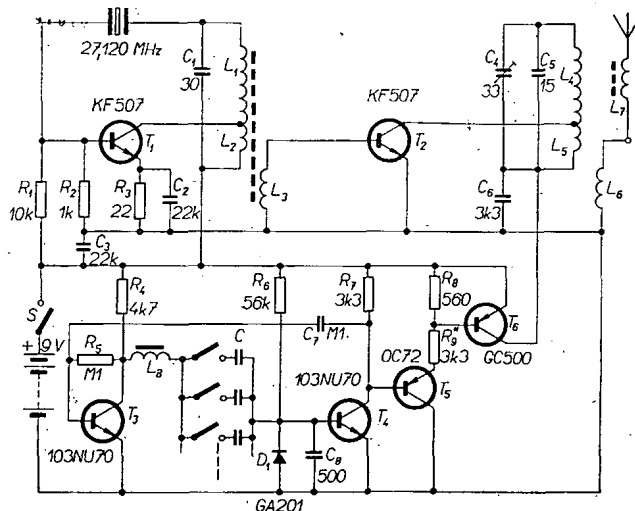 27,120 MHz
C₁
30
L₁
L₂
L₃
C₄
33
C₅
15
L₄
L₅
L₇
L₆
KF507
T₁
KF507
T₂
R₁
10k
R₂
1k
R₃
22
C₂
22k
C₃
22k
C₆
3k3
S
+ 9V
R₄
4k7
R₅
M1
L₈
C
C₇ M1
R₆
56k
R₇
3k3
R₈
560
R₉*
3k3
T₆
GC500
OC72
T₅
103NU70
T₄
T₃
103NU70
D₁
GA201
C₈
500